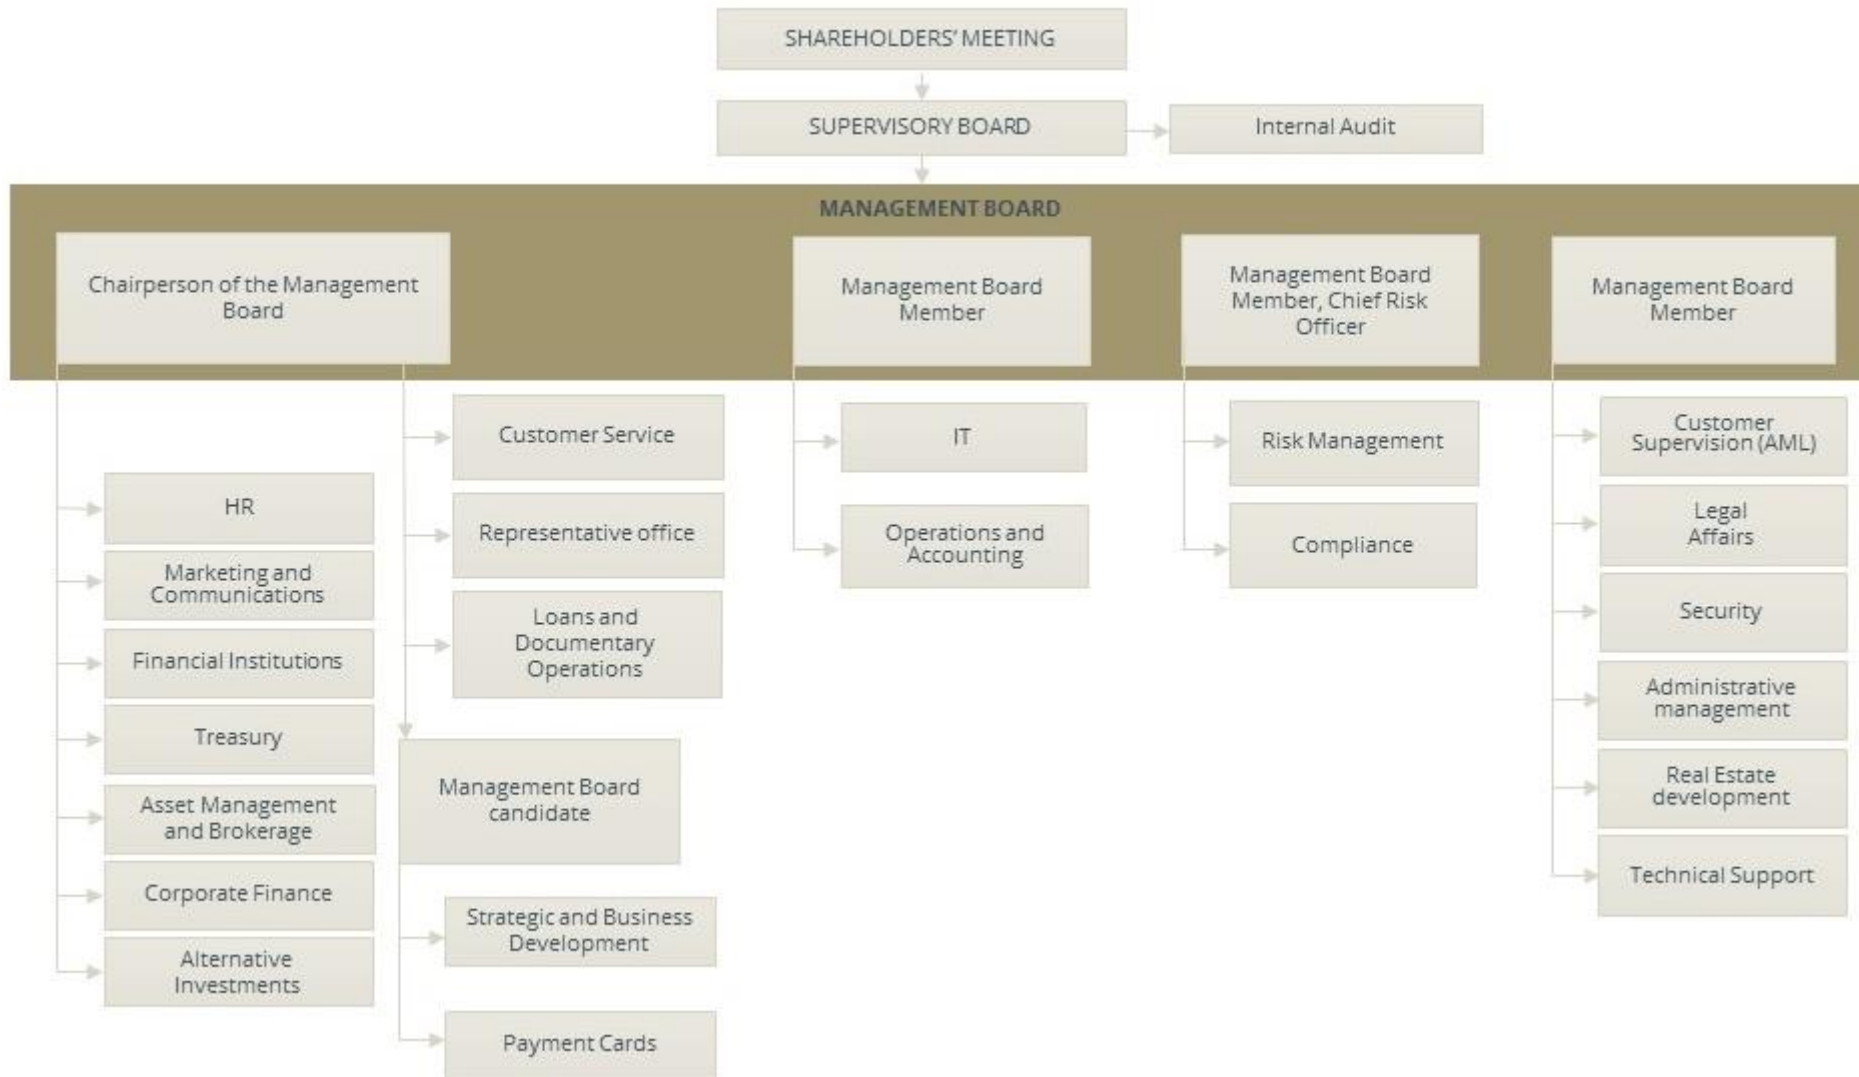 SHAREHOLDERS' MEETING
SUPERVISORY BOARD
Internal Audit
MANAGEMENT BOARD
Chairperson of the Management
Board
Management Board
Member
Management Board
Member, Chief Risk
Officer
Management Board
Member
HR
Marketing and
Communications
Financial Institutions
Treasury
Asset Management
and Brokerage
Corporate Finance
Alternative
Investments
Customer Service
Representative office
Loans and
Documentary
Operations
Management Board
candidate
Strategic and Business
Development
Payment Cards
IT
Operations and
Accounting
Risk Management
Compliance
Customer
Supervision (AML)
Legal
Affairs
Security
Administrative
management
Real Estate
development
Technical Support